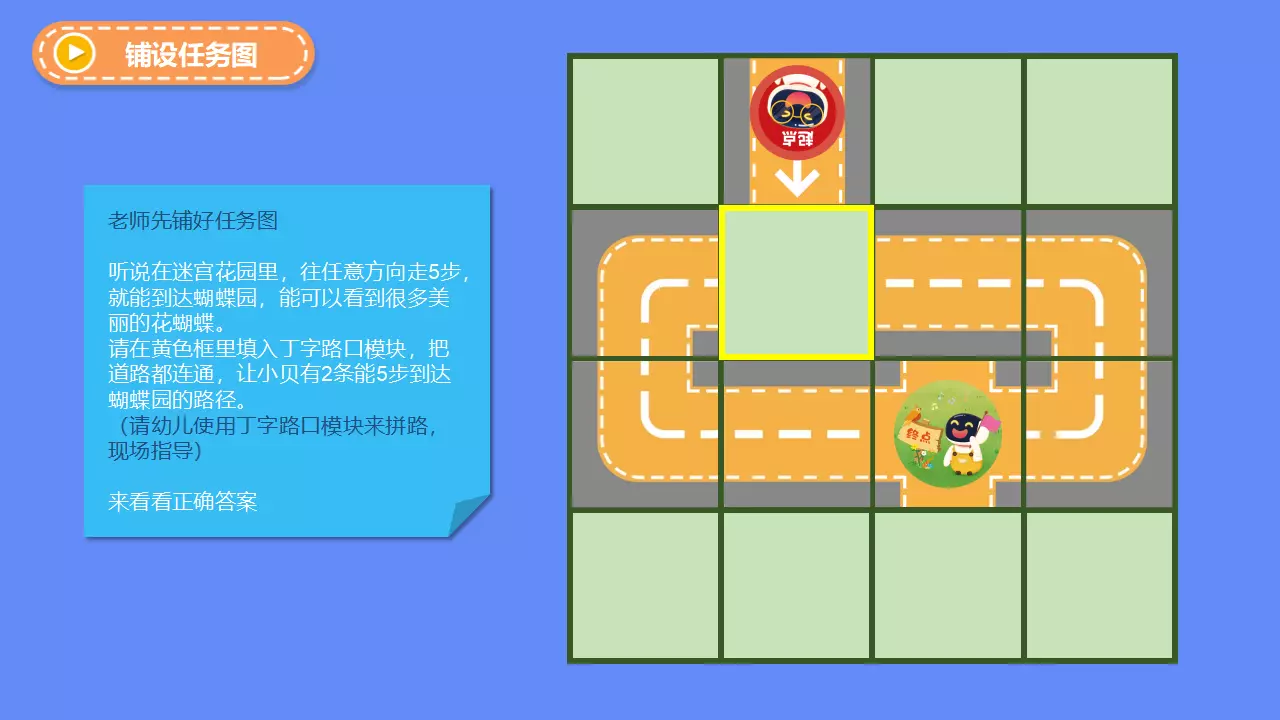 铺设任务图
起点
老师先铺好任务图
听说在迷宫花园里，往任意方向走5步，
就能到达蝴蝶园，能可以看到很多美
丽的花蝴蝶。
请在黄色框里填入丁字路口模块，把
道路都连通，让小贝有2条能5步到达
蝴蝶园的路径。
（请幼儿使用丁字路口模块来拼路，
现场指导）
终点
来看看正确答案